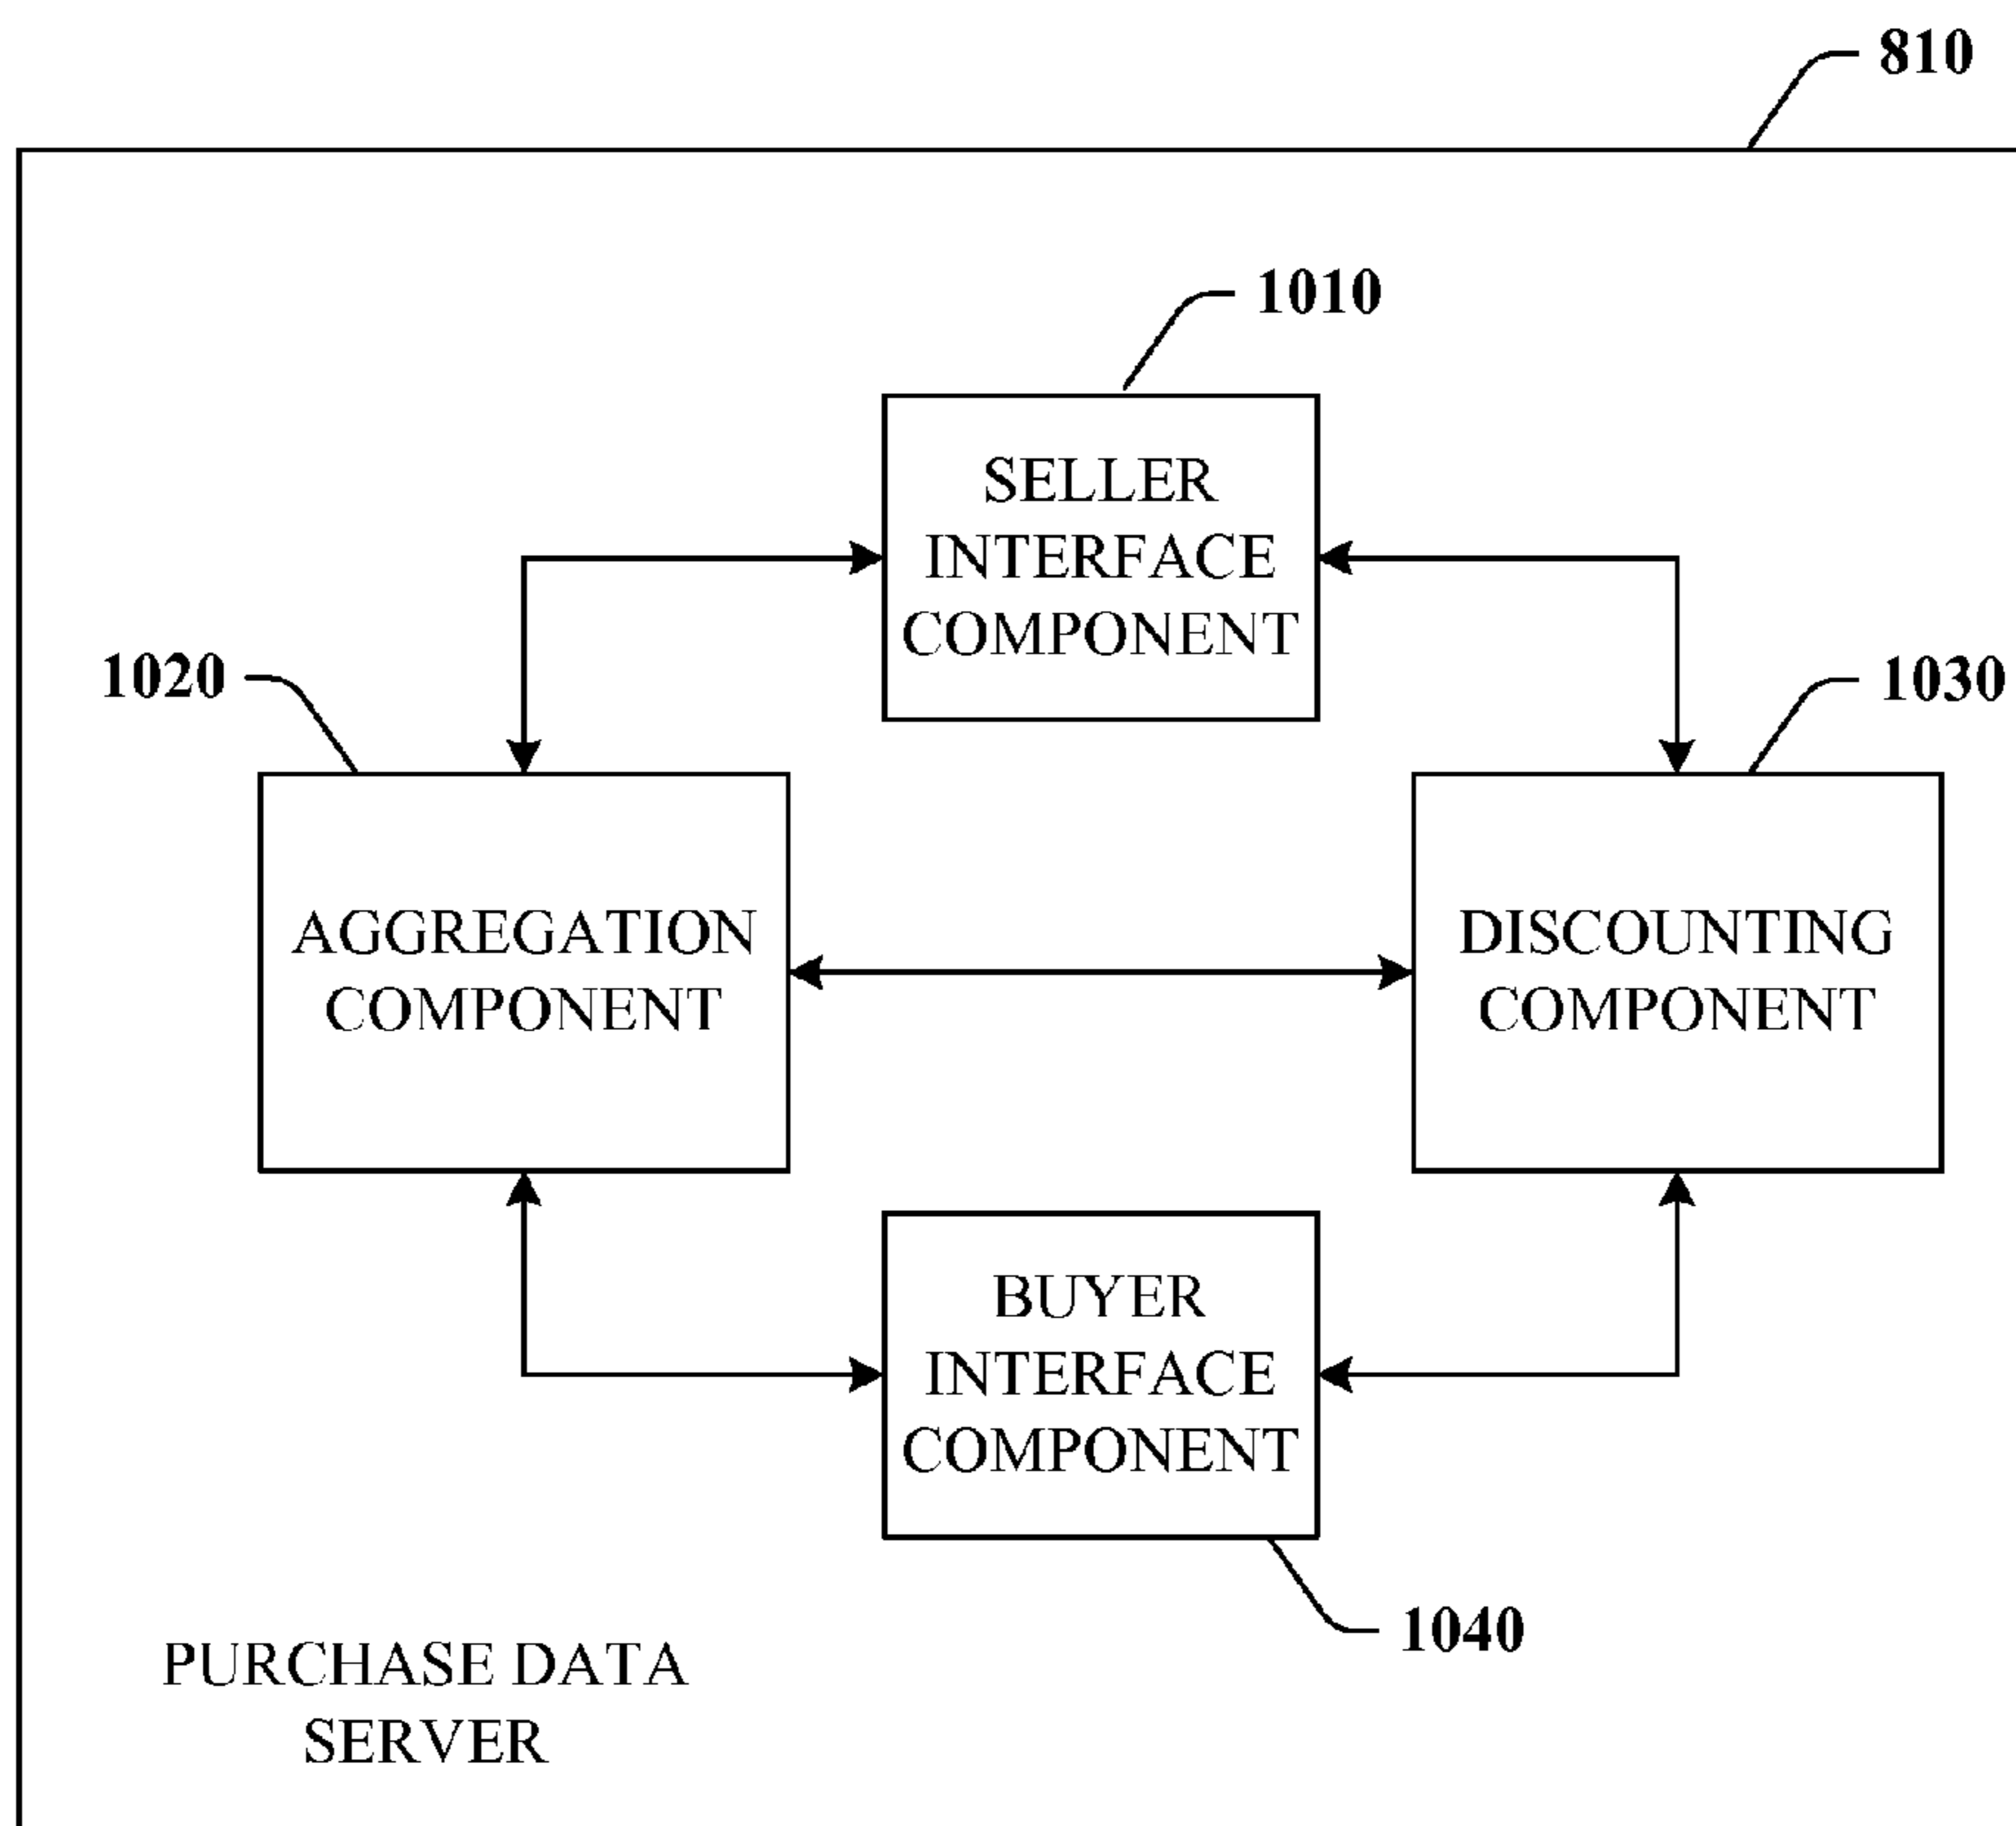 810
1010
SELLER
INTERFACE
COMPONENT
1020
1030
AGGREGATION
COMPONENT
DISCOUNTING
COMPONENT
BUYER
INTERFACE
COMPONENT
1040
PURCHASE DATA
SERVER